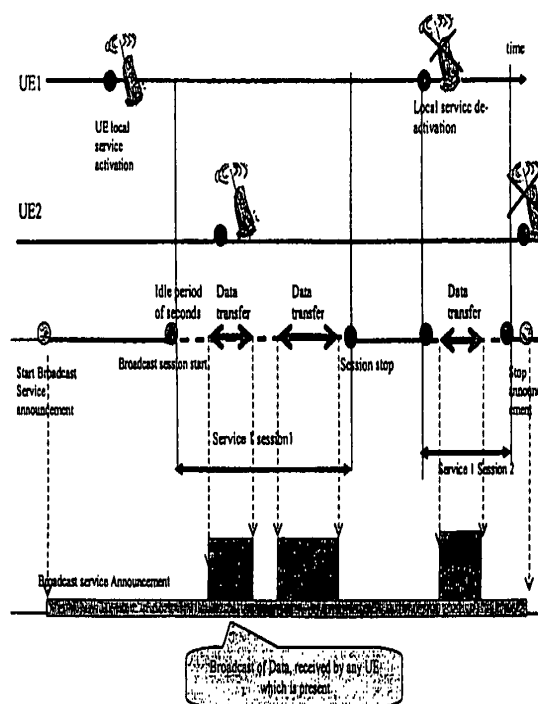 time
UE1
UE local
service
activation
Local service de-
activation
UE2
Idle period
of seconds
Data
transfer
Data
transfer
Data
transfer
Start Broadcast
Service
announcement
Broadcast session start
Session stop
Stop
announce
ment
Service 1 session1
Service 1 Session 2
Broadcast service Announcement
Broadcast of Data, received by any UE
which is present.